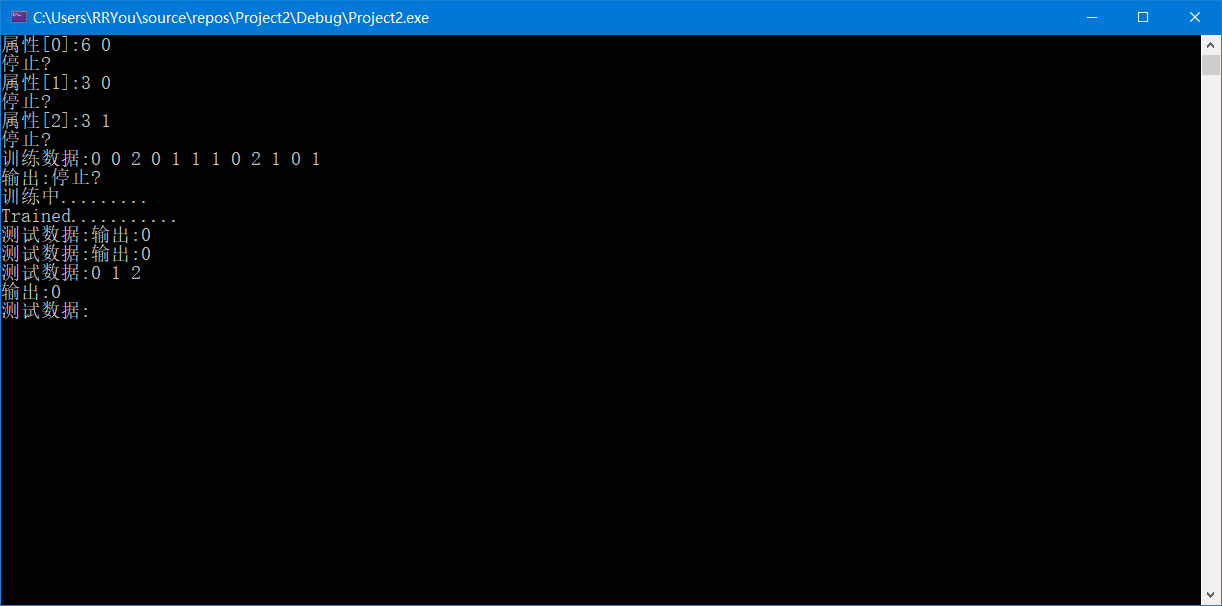 C:\Users\RRYou\source\repos\Project2\Debug\Project2.exe
属性[0]:6 0
停止?
属性[1]:3 0
停止?
属性[2]:3 1
停止?
训练数据:0 0 2 0 1 1 1 0 2 1 0 1
输出:停止?
训练中.........
Trained...........
测试数据:输出:0
测试数据:输出:0
测试数据:0 1 2
输出:0
测试数据: